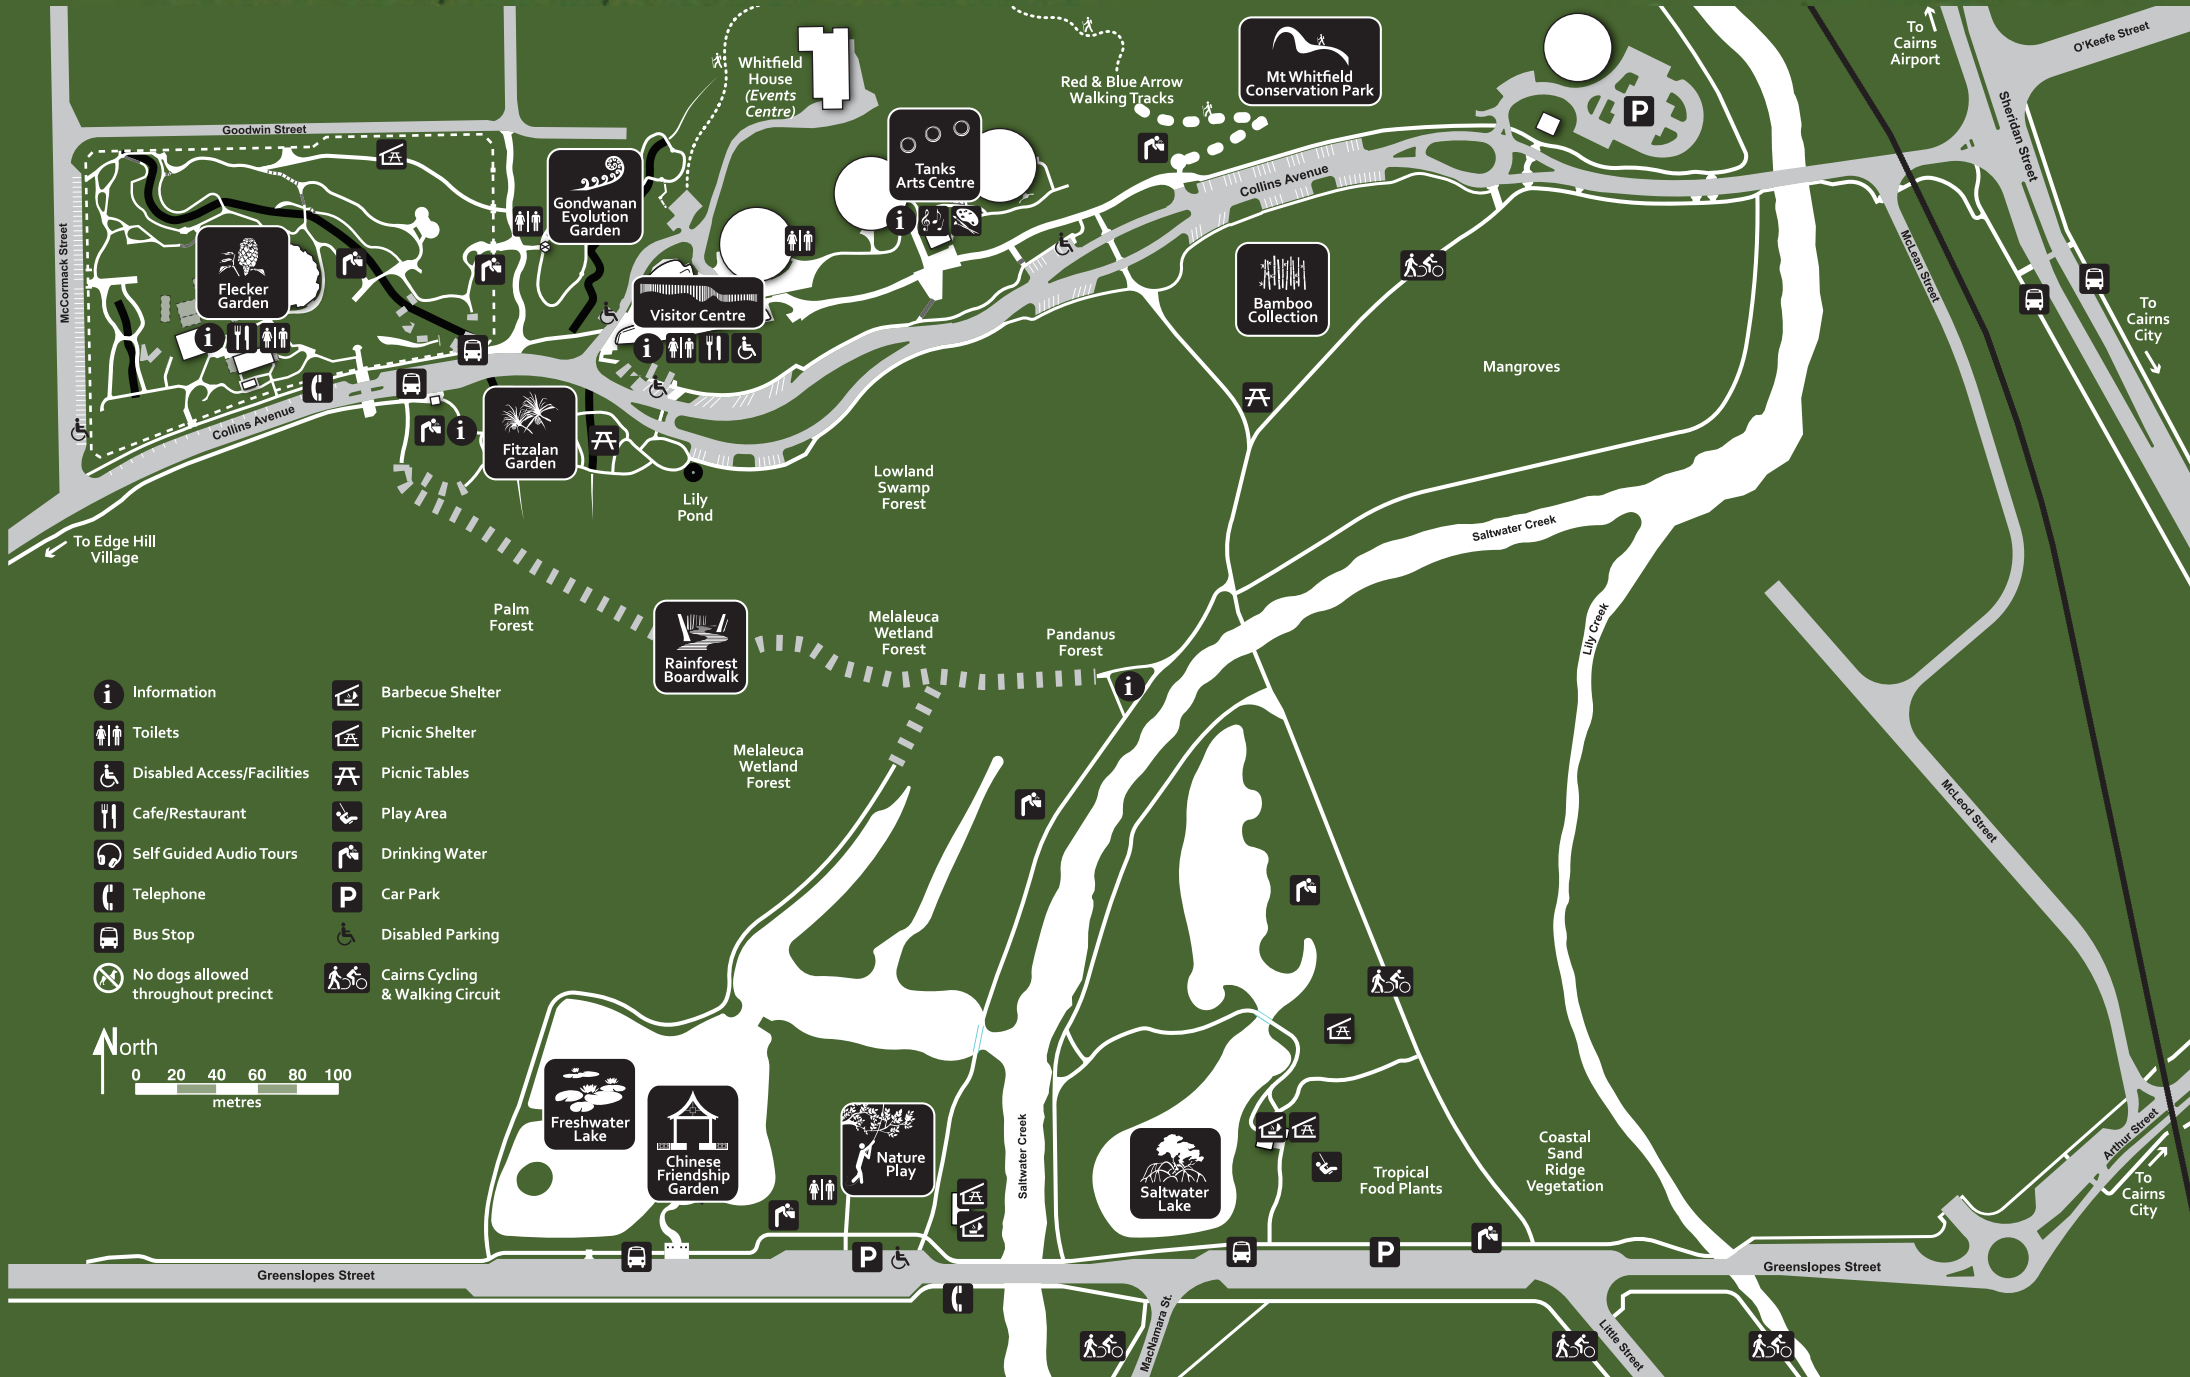 To
Cairns
Airport
O'Keefe Street
Whitfield
House
(Events
Centre)
Red & Blue Arrow
Walking Tracks
Mt Whitfield
Conservation Park
P
Sheridan Street
Goodwin Street
Tanks
Arts Centre
Gondwanan
Evolution
Garden
Collins Avenue
McCormack Street
Flecker
Garden
Visitor Centre
Bamboo
Collection
McLean Street
To
Cairns
City
Mangroves
Collins Avenue
Fitzalan
Garden
Lily
Pond
Lowland
Swamp
Forest
Saltwater Creek
To Edge Hill
Village
Palm
Forest
Rainforest
Boardwalk
Melaleuca
Wetland
Forest
Pandanus
Forest
Lily Creek
Melaleuca
Wetland
Forest
McLeod Street
i
Information
Toilets
Disabled Access/Facilities
Cafe/Restaurant
Self Guided Audio Tours
Telephone
Bus Stop
No dogs allowed
throughout precinct
Barbecue Shelter
Picnic Shelter
Picnic Tables
Play Area
Drinking Water
P
Car Park
Disabled Parking
Cairns Cycling
& Walking Circuit
North
0 20 40 60 80 100
metres
Freshwater
Lake
Chinese
Friendship
Garden
Nature
Play
Saltwater Creek
Saltwater
Lake
Tropical
Food Plants
Coastal
Sand
Ridge
Vegetation
Arthur Street
To
Cairns
City
Greenslopes Street
P
P
Greenslopes Street
MacNamara St.
Little Street